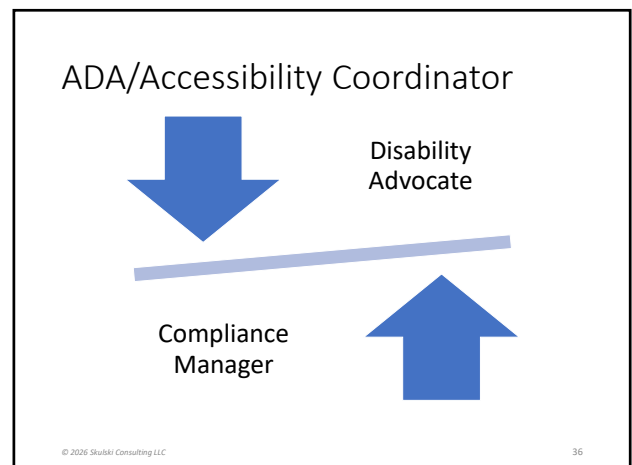 ADA/Accessibility Coordinator
Disability
Advocate
Compliance
Manager
© 2026 Skulski Consulting LLC
36